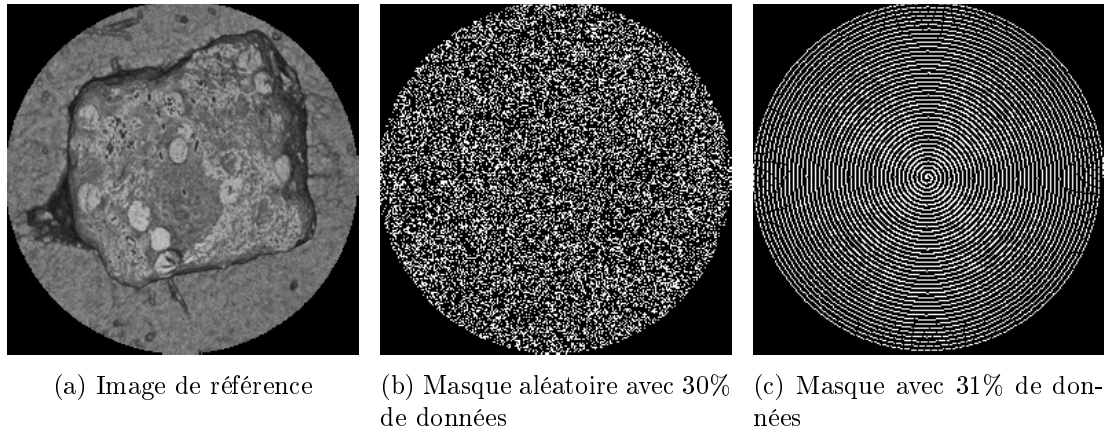 (a) Image de référence
(b) Masque aléatoire avec 30%
de données
(c) Masque avec 31% de don-
nées